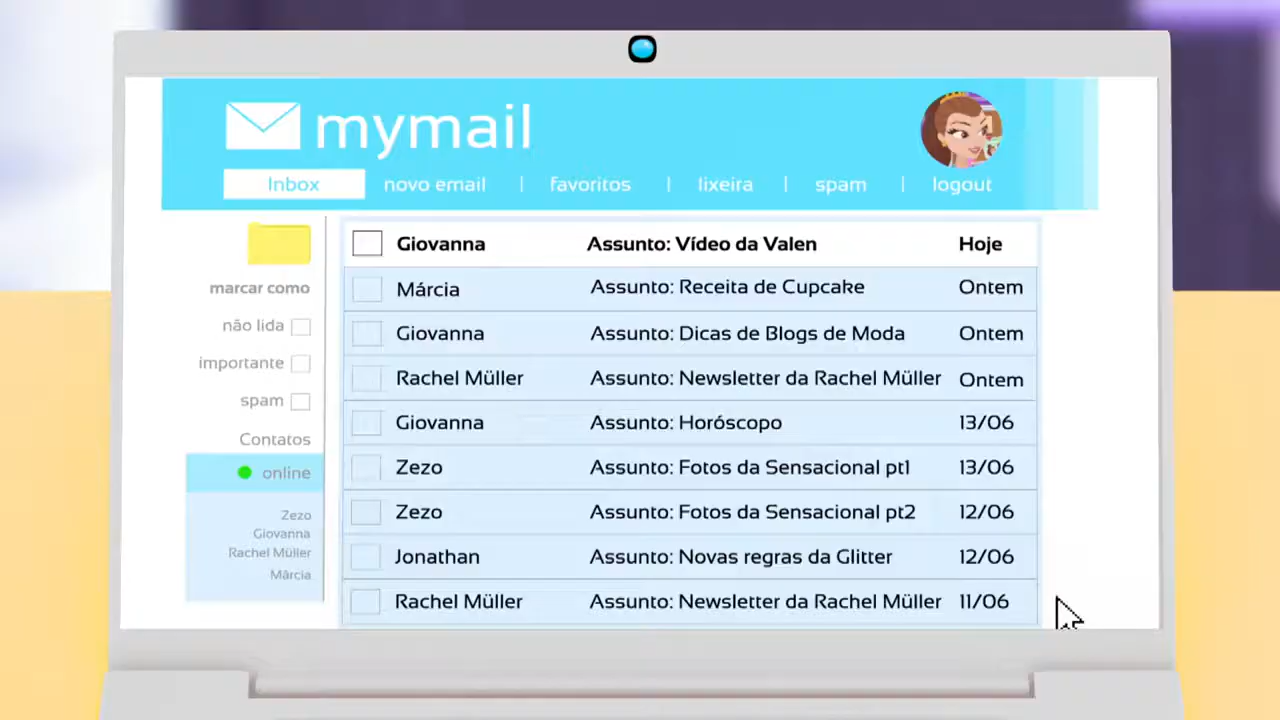 mymail
Inbox novo email | favoritos | lixeira | spam | logout
marcar como
não lida
importante
spam
Contatos
online
Zezo
Giovanna
Rachel Müller
Márcia
Giovanna Assunto: Vídeo da Valen Hoje
Márcia Assunto: Receita de Cupcake Ontem
Giovanna Assunto: Dicas de Blogs de Moda Ontem
Rachel Müller Assunto: Newsletter da Rachel Müller Ontem
Giovanna Assunto: Horóscopo 13/06
Zezo Assunto: Fotos da Sensacional pt1 13/06
Zezo Assunto: Fotos da Sensacional pt2 12/06
Jonathan Assunto: Novas regras da Glitter 12/06
Rachel Müller Assunto: Newsletter da Rachel Müller 11/06